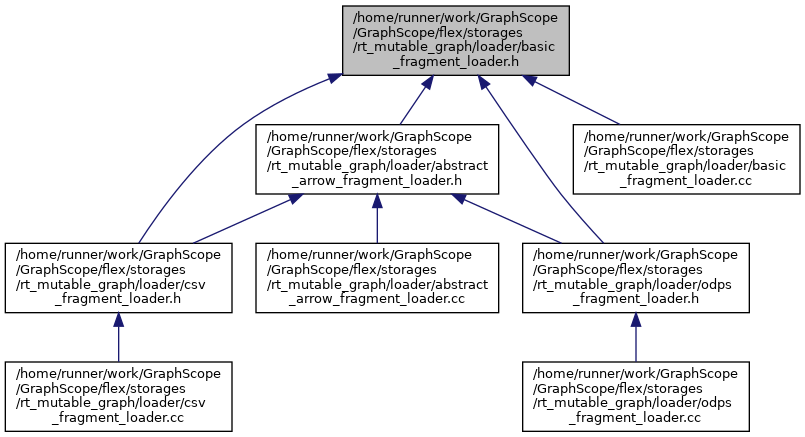 /home/runner/work/GraphScope
/GraphScope/flex/storages
/rt_mutable_graph/loader/basic
_fragment_loader.h
/home/runner/work/GraphScope
/GraphScope/flex/storages
/rt_mutable_graph/loader/abstract
_arrow_fragment_loader.h
/home/runner/work/GraphScope
/GraphScope/flex/storages
/rt_mutable_graph/loader/basic
_fragment_loader.cc
/home/runner/work/GraphScope
/GraphScope/flex/storages
/rt_mutable_graph/loader/csv
_fragment_loader.h
/home/runner/work/GraphScope
/GraphScope/flex/storages
/rt_mutable_graph/loader/abstract
_arrow_fragment_loader.cc
/home/runner/work/GraphScope
/GraphScope/flex/storages
/rt_mutable_graph/loader/odps
_fragment_loader.h
/home/runner/work/GraphScope
/GraphScope/flex/storages
/rt_mutable_graph/loader/csv
_fragment_loader.cc
/home/runner/work/GraphScope
/GraphScope/flex/storages
/rt_mutable_graph/loader/odps
_fragment_loader.cc